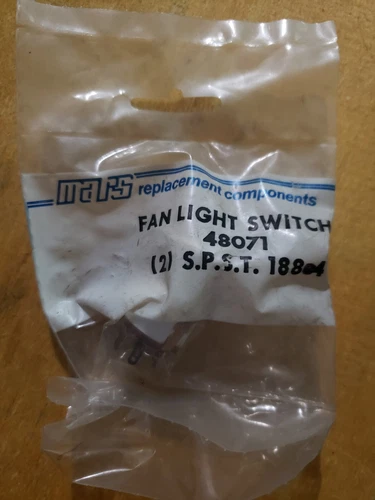 mars replacement components
FAN LIGHT SWITCH
48071
(2) S.P.S.T.